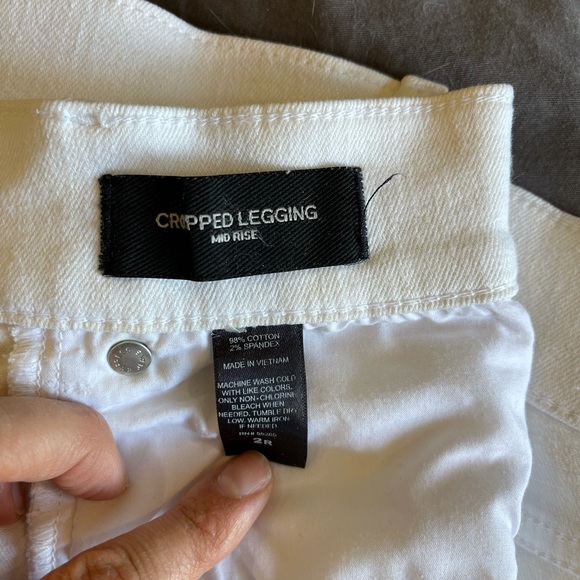 CROPPED LEGGING
MID RISE
98% COTTON
2% SPANDEX
MADE IN VIETNAM
MACHINE WASH COLD
WITH LIKE COLORS.
ONLY NON-CHLORINE
BLEACH WHEN
NEEDED. TUMBLE DRY
LOW. WARM IRON
IF NEEDED.
2R